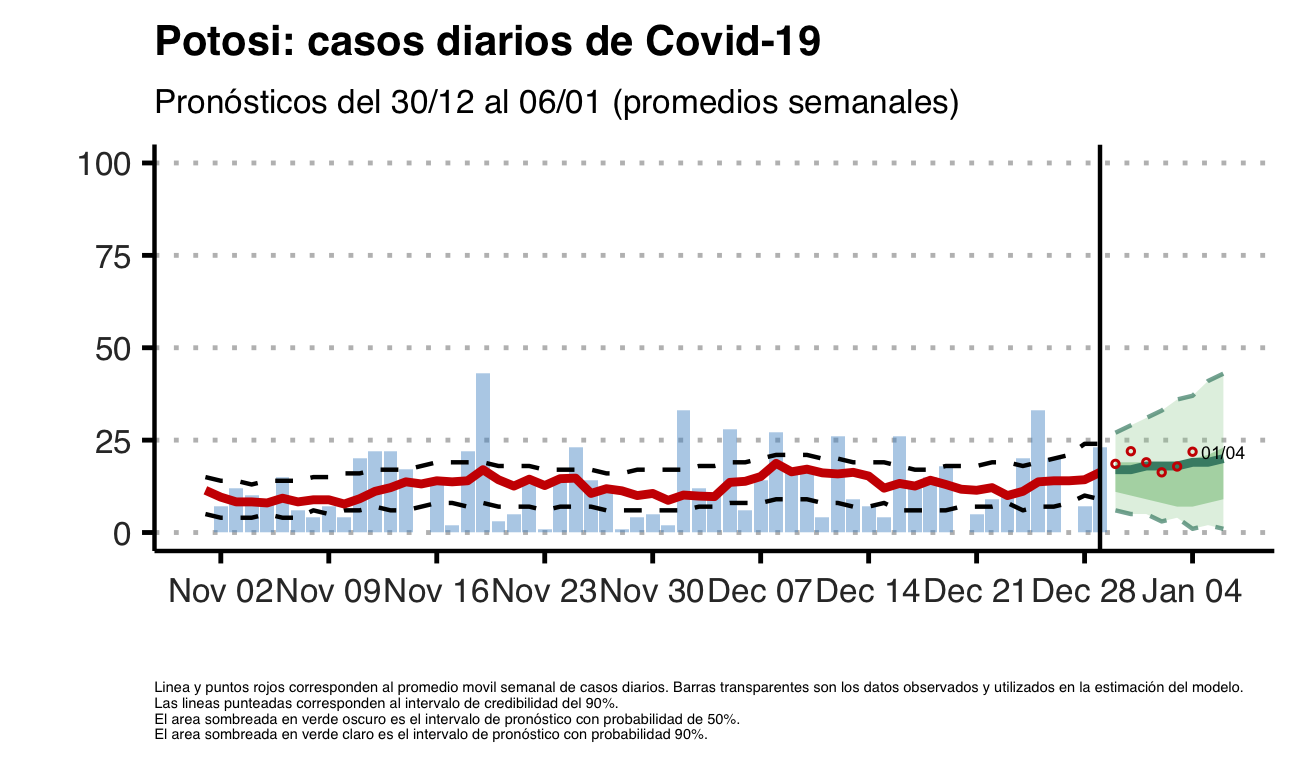 Potosi: casos diarios de Covid-19
Pronósticos del 30/12 al 06/01 (promedios semanales)
100
75
50
25
0
01/04
Nov 02 Nov 09 Nov 16 Nov 23 Nov 30 Dec 07 Dec 14 Dec 21 Dec 28 Jan 04
Linea y puntos rojos corresponden al promedio movil semanal de casos diarios. Barras transparentes son los datos observados y utilizados en la estimación del modelo.
Las lineas punteadas corresponden al intervalo de credibilidad del 90%.
El area sombreada en verde oscuro es el intervalo de pronóstico con probabilidad de 50%.
El area sombreada en verde claro es el intervalo de pronóstico con probabilidad 90%.